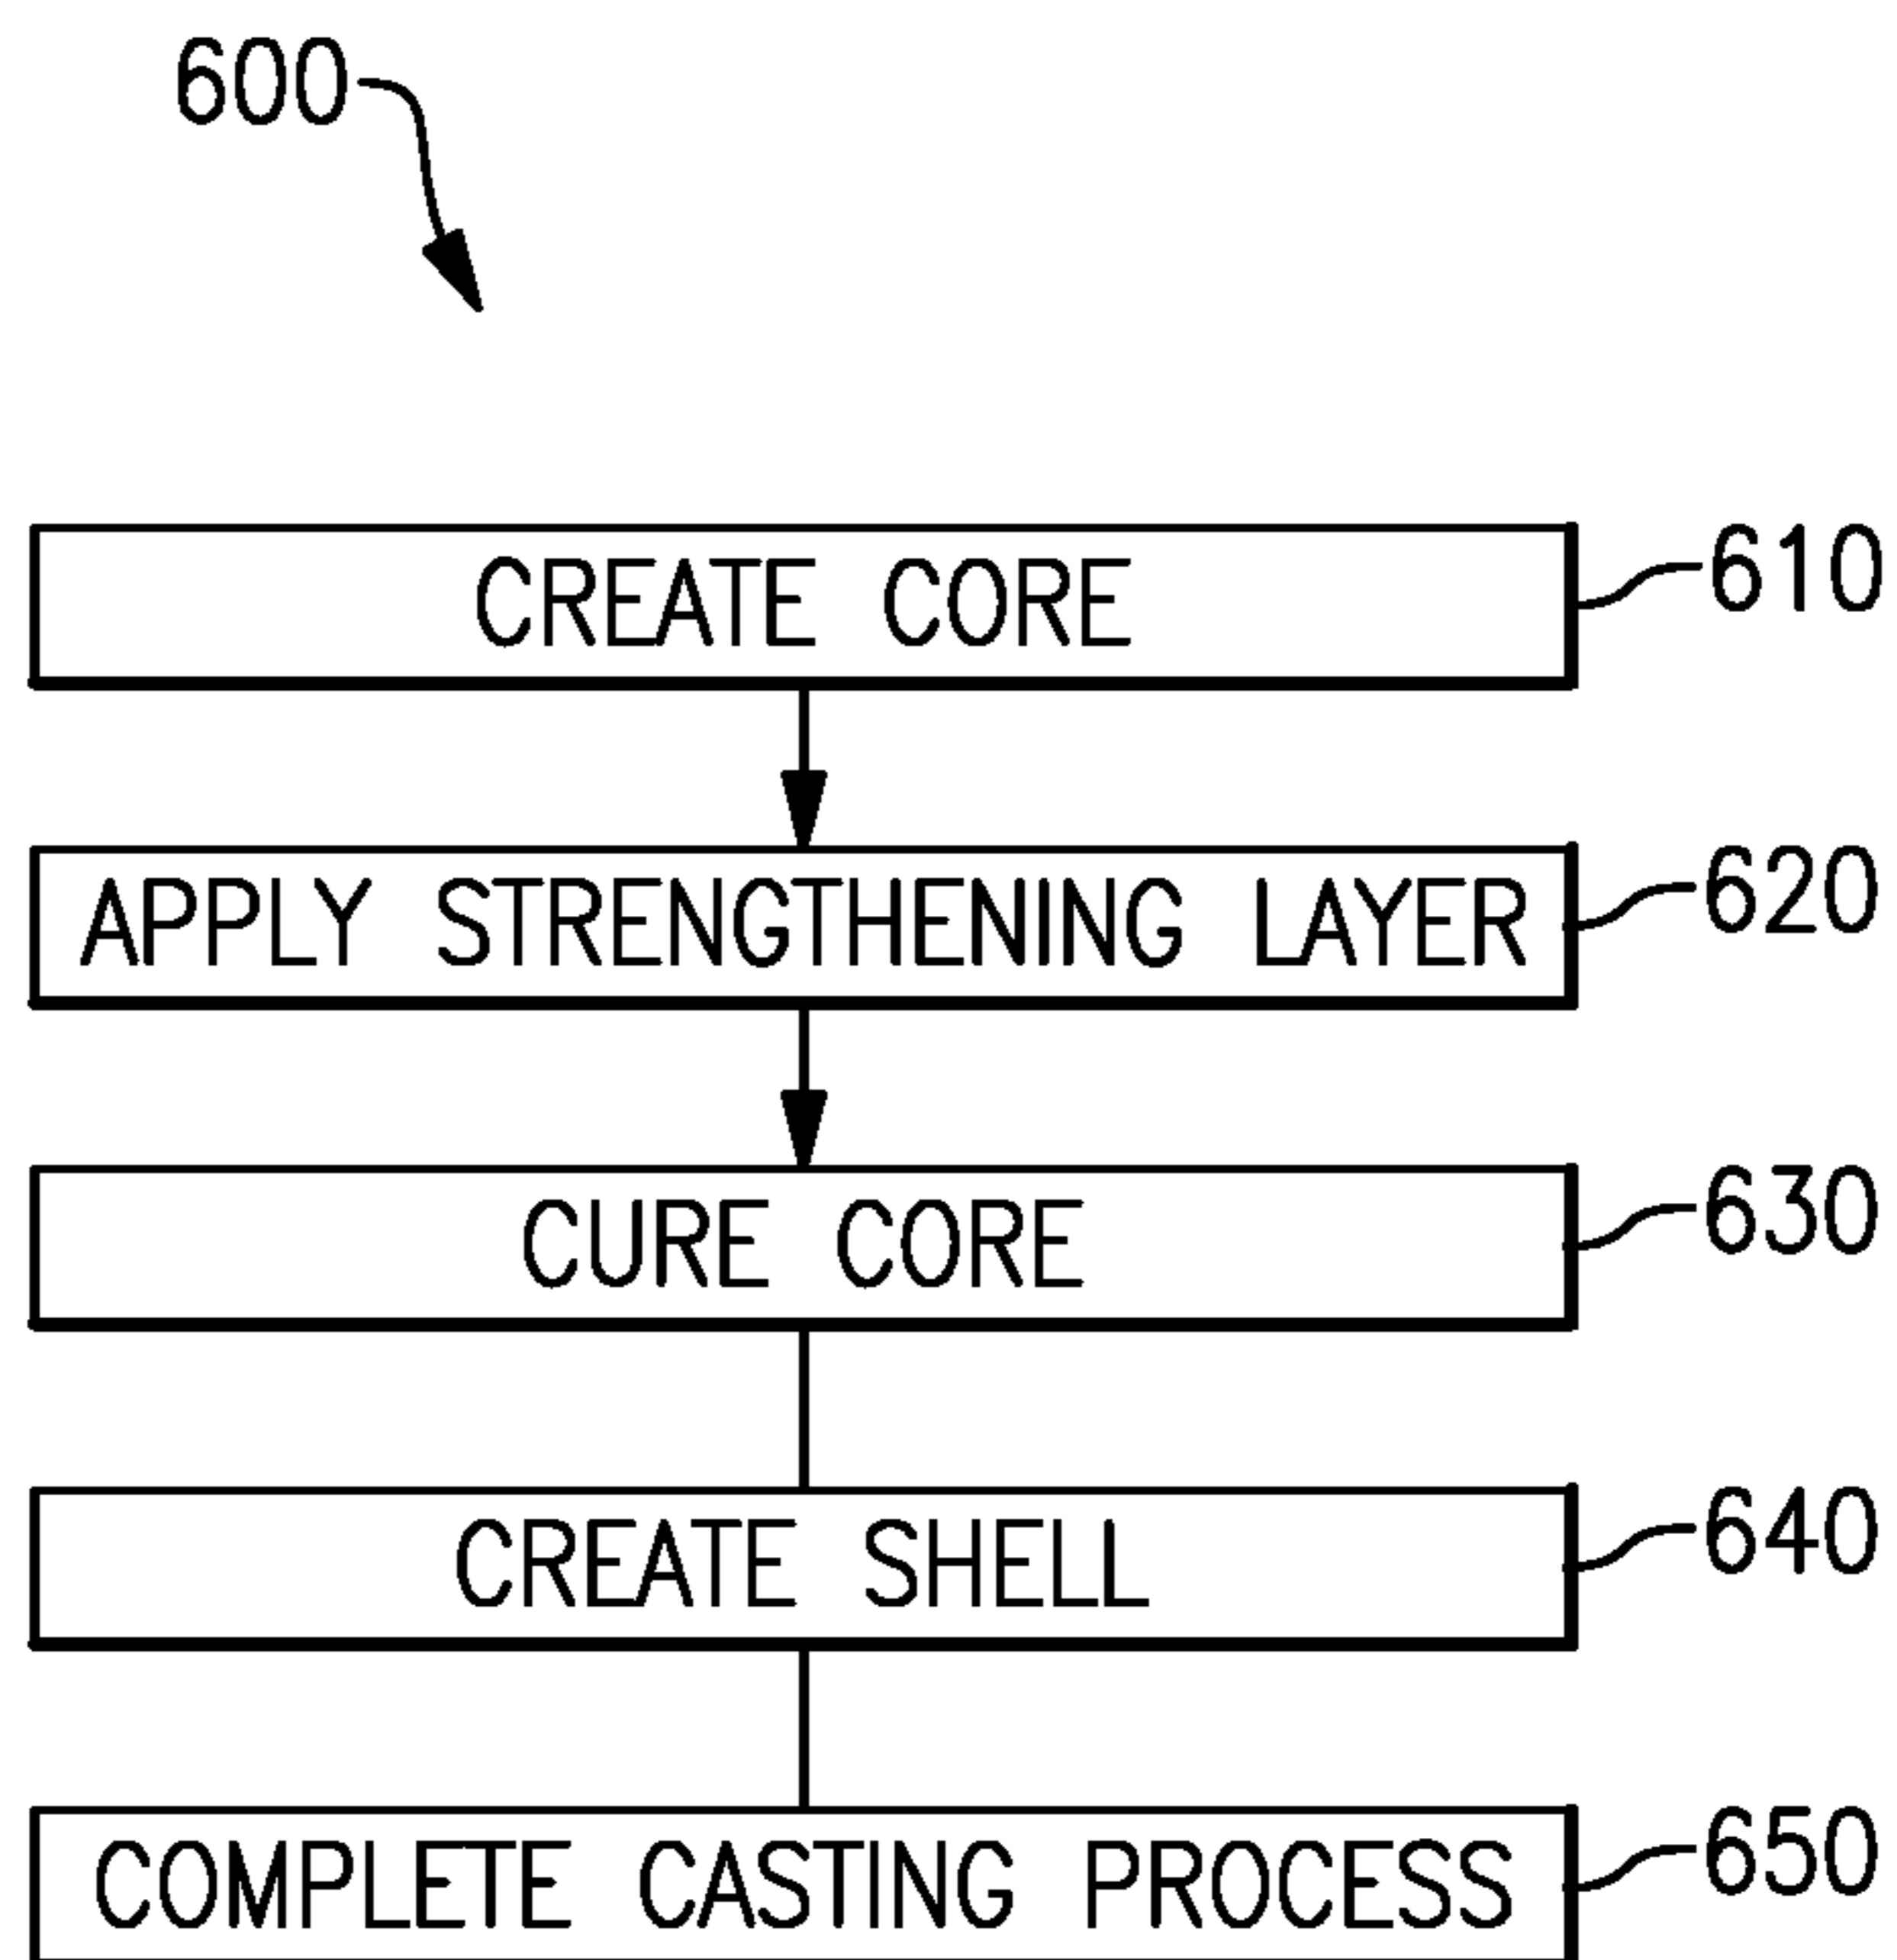 600
CREATE CORE 610
APPLY STRENGTHENING LAYER 620
CURE CORE 630
CREATE SHELL 640
COMPLETE CASTING PROCESS 650